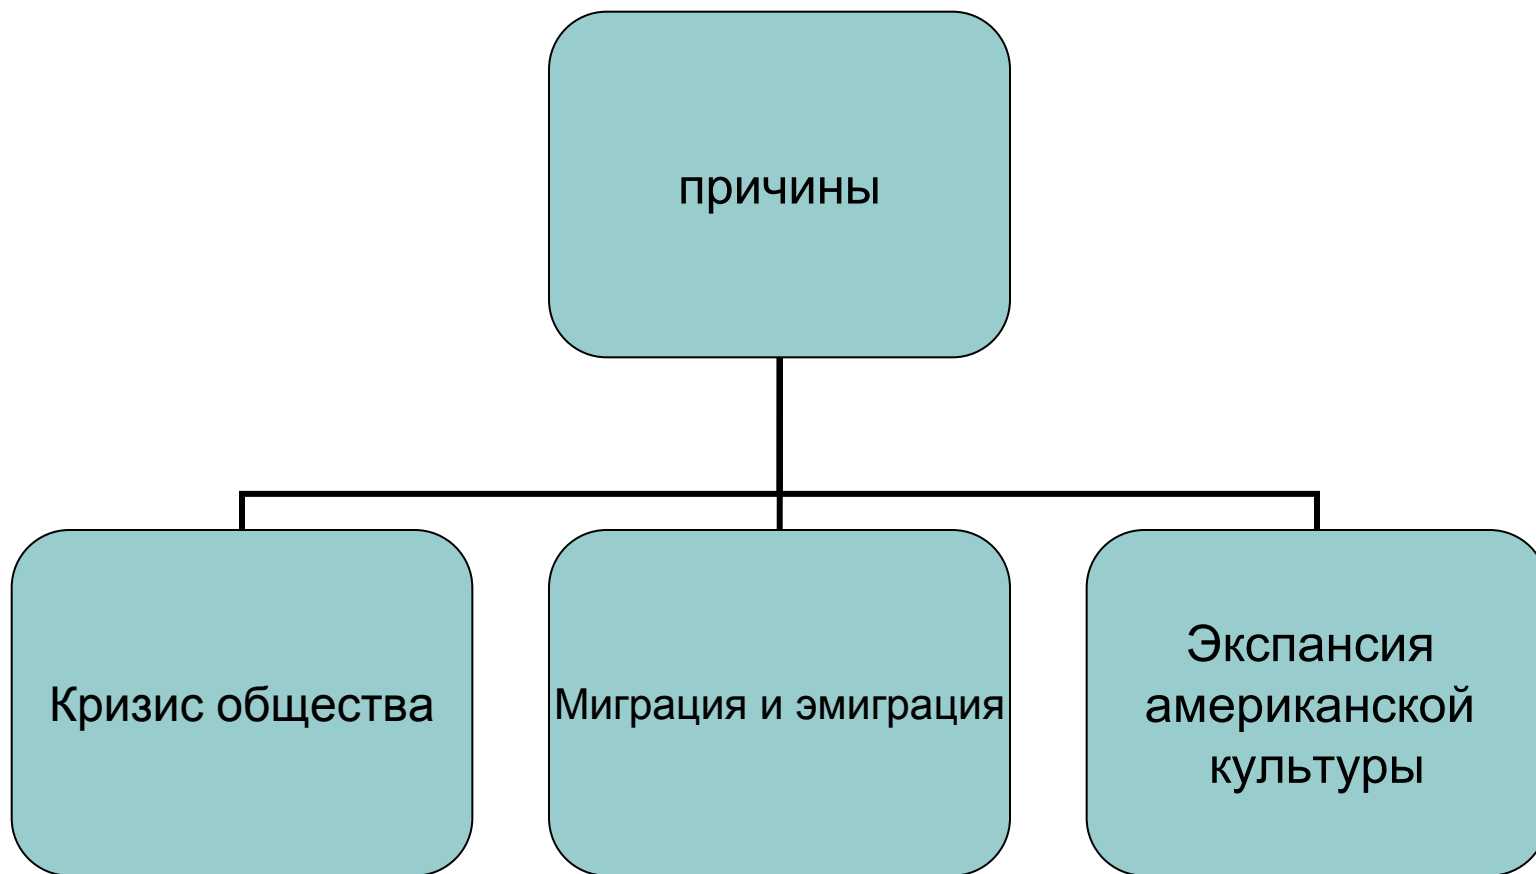 причины
Кризис общества
Миграция и эмиграция
Экспансия
американской
культуры